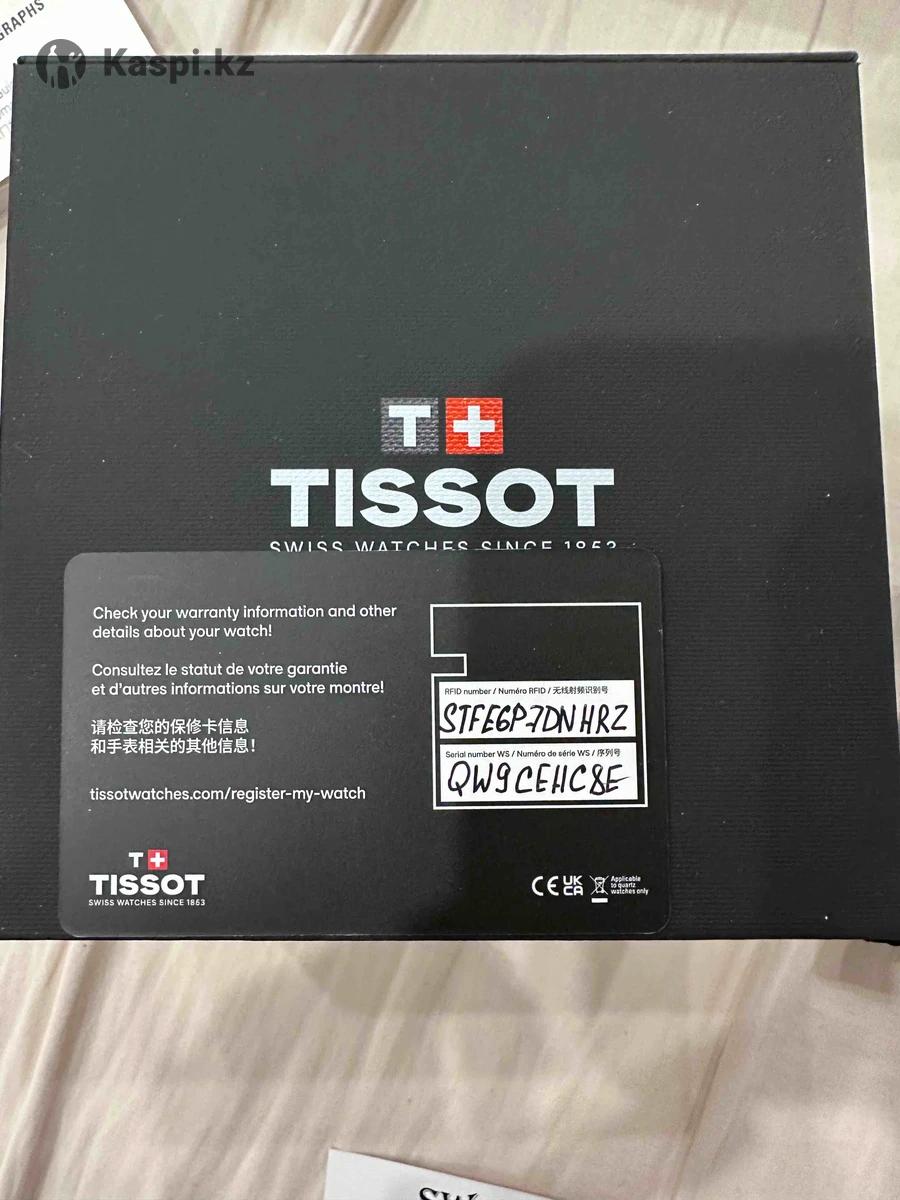 GRAPHS
Kaspi.kz
T
TISSOT
SWISS WATCHES SINCE 1853
Check your warranty information and other
details about your watch!
Consultez le statut de votre garantie
et d'autres informations sur votre montre!
请检查您的保修卡信息
和手表相关的其他信息！
tissotwatches.com/register-my-watch
RFID number / Numéro RFID / 无线射频识别号
STFE6P7DNHRZ
Serial number WS / Numéro de série WS / 序列号
QW9CEHC8E
T
TISSOT
SWISS WATCHES SINCE 1853
CE UK
CA
Applicable
to quartz
watches only